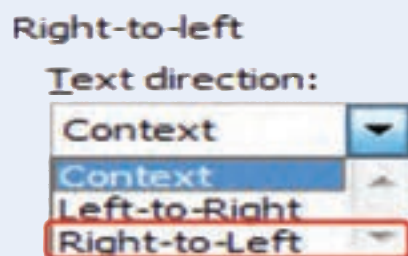 Right-to-left
Text direction:
Context
Context
Left-to-Right
Right-to-Left